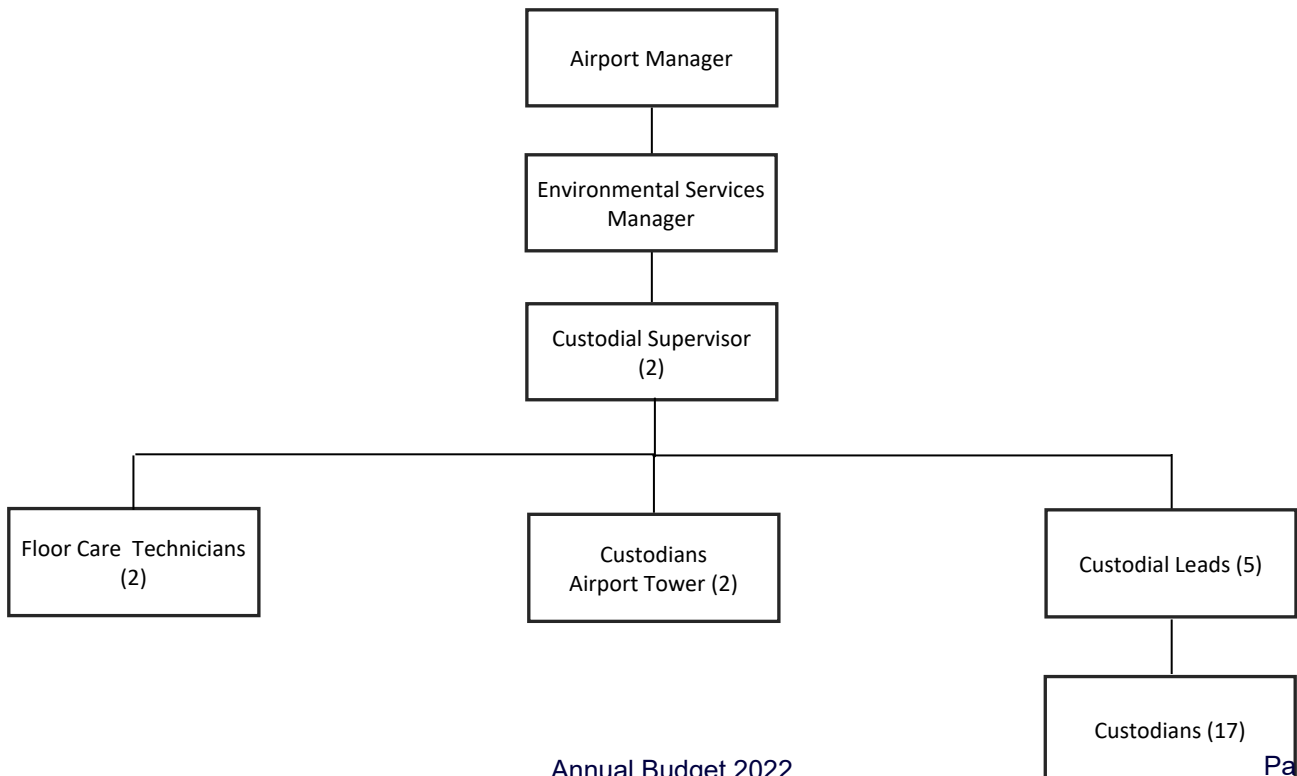 Airport Manager
Environmental Services
Manager
Custodial Supervisor
(2)
Floor Care Technicians
(2)
Custodians
Airport Tower (2)
Custodial Leads (5)
Custodians (17)
Annual Budget 2022